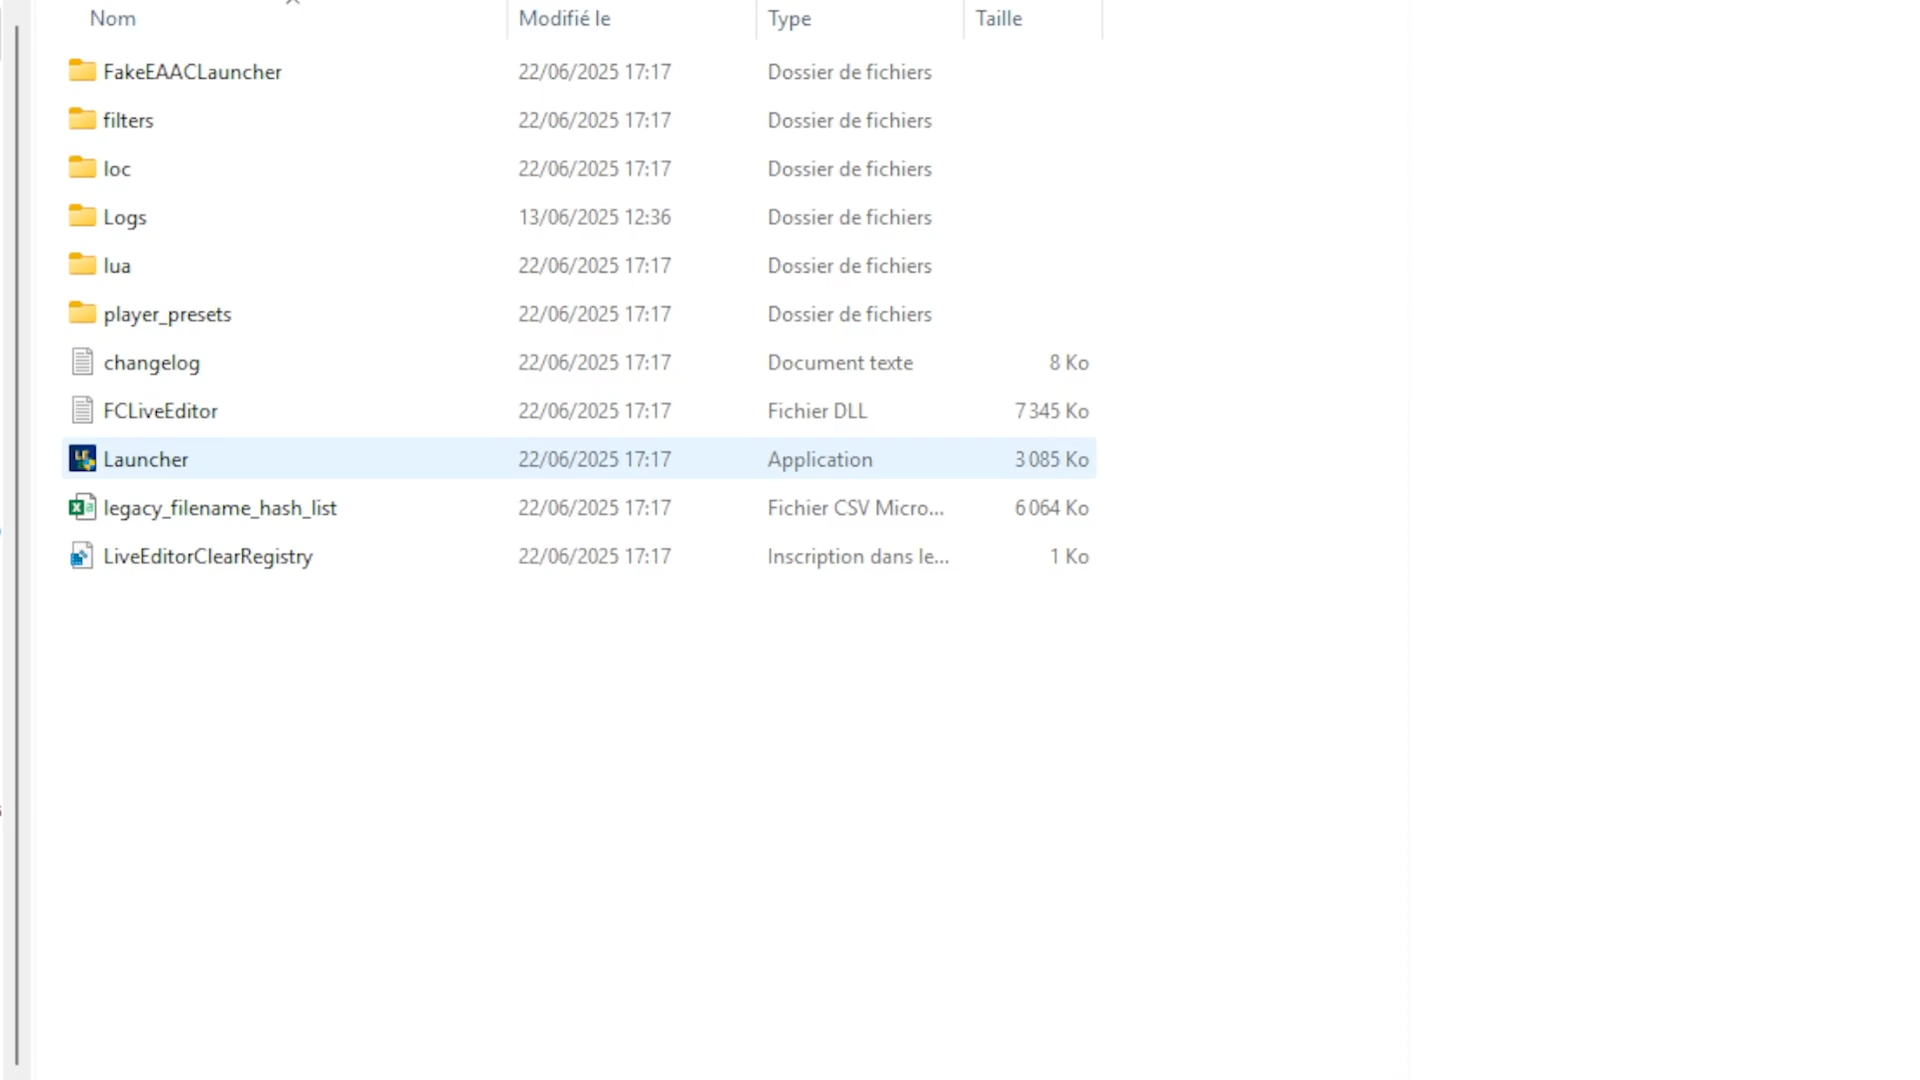 Nom Modifié le Type Taille
FakeEAACLauncher 22/06/2025 17:17 Dossier de fichiers
filters 22/06/2025 17:17 Dossier de fichiers
loc 22/06/2025 17:17 Dossier de fichiers
Logs 13/06/2025 12:36 Dossier de fichiers
lua 22/06/2025 17:17 Dossier de fichiers
player_presets 22/06/2025 17:17 Dossier de fichiers
changelog 22/06/2025 17:17 Document texte 8 Ko
FCLiveEditor 22/06/2025 17:17 Fichier DLL 7 345 Ko
Launcher 22/06/2025 17:17 Application 3 085 Ko
legacy_filename_hash_list 22/06/2025 17:17 Fichier CSV Micro... 6 064 Ko
LiveEditorClearRegistry 22/06/2025 17:17 Inscription dans le... 1 Ko